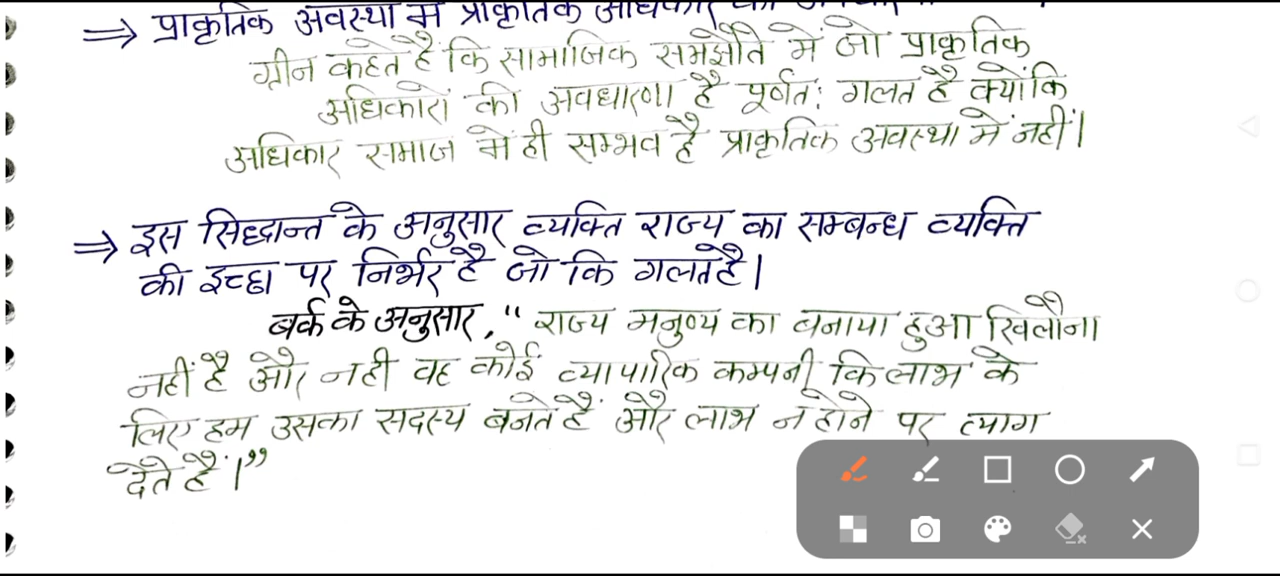 ⇒ प्राकृतिक अवस्था में प्राकृतिक अधिकार
ग्रीन कहते हैं कि सामाजिक समझौते में जो प्राकृतिक
अधिकारों की अवधारणा है पूर्णत: गलत है क्योंकि
अधिकार समाज में ही सम्भव है प्राकृतिक अवस्था में नहीं।
⇒ इस सिद्धान्त के अनुसार व्यक्ति राज्य का सम्बन्ध व्यक्ति
की इच्छा पर निर्भर है जो कि गलत है।
बर्क के अनुसार, “ राज्य मनुष्य का बनाया हुआ खिलौना
नहीं है और नही वह कोई व्यापारिक कम्पनी कि लाभ के
लिए हम उसका सदस्य बनते हैं और लाभ न होने पर त्याग
देते हैं।”